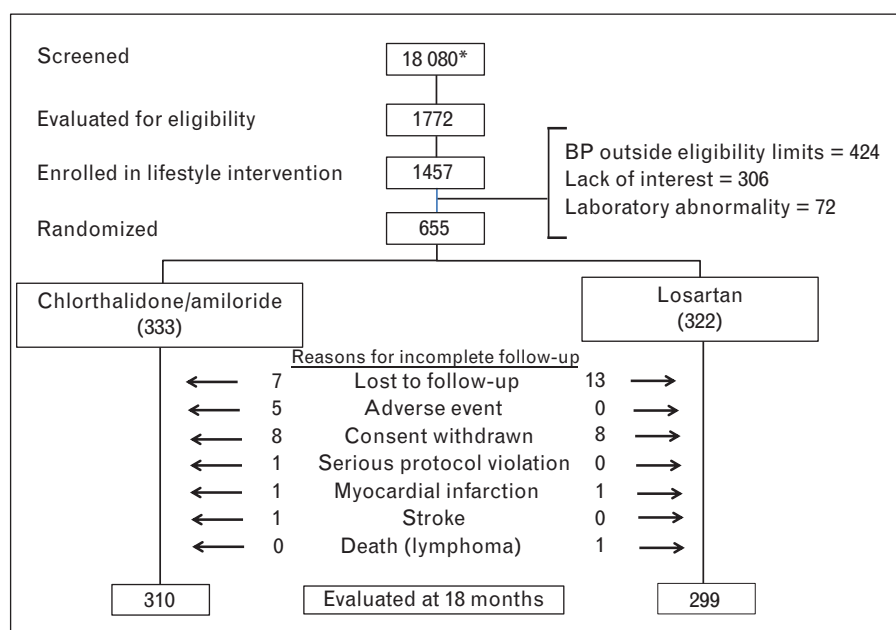 Screened
18 080*
Evaluated for eligibility
1772
Enrolled in lifestyle intervention
1457
BP outside eligibility limits = 424
Lack of interest = 306
Laboratory abnormality = 72
Randomized
655
Chlorthalidone/amiloride
(333)
Losartan
(322)
Reasons for incomplete follow-up
7 Lost to follow-up 13
5 Adverse event 0
8 Consent withdrawn 8
1 Serious protocol violation 0
1 Myocardial infarction 1
1 Stroke 0
0 Death (lymphoma) 1
310 Evaluated at 18 months 299